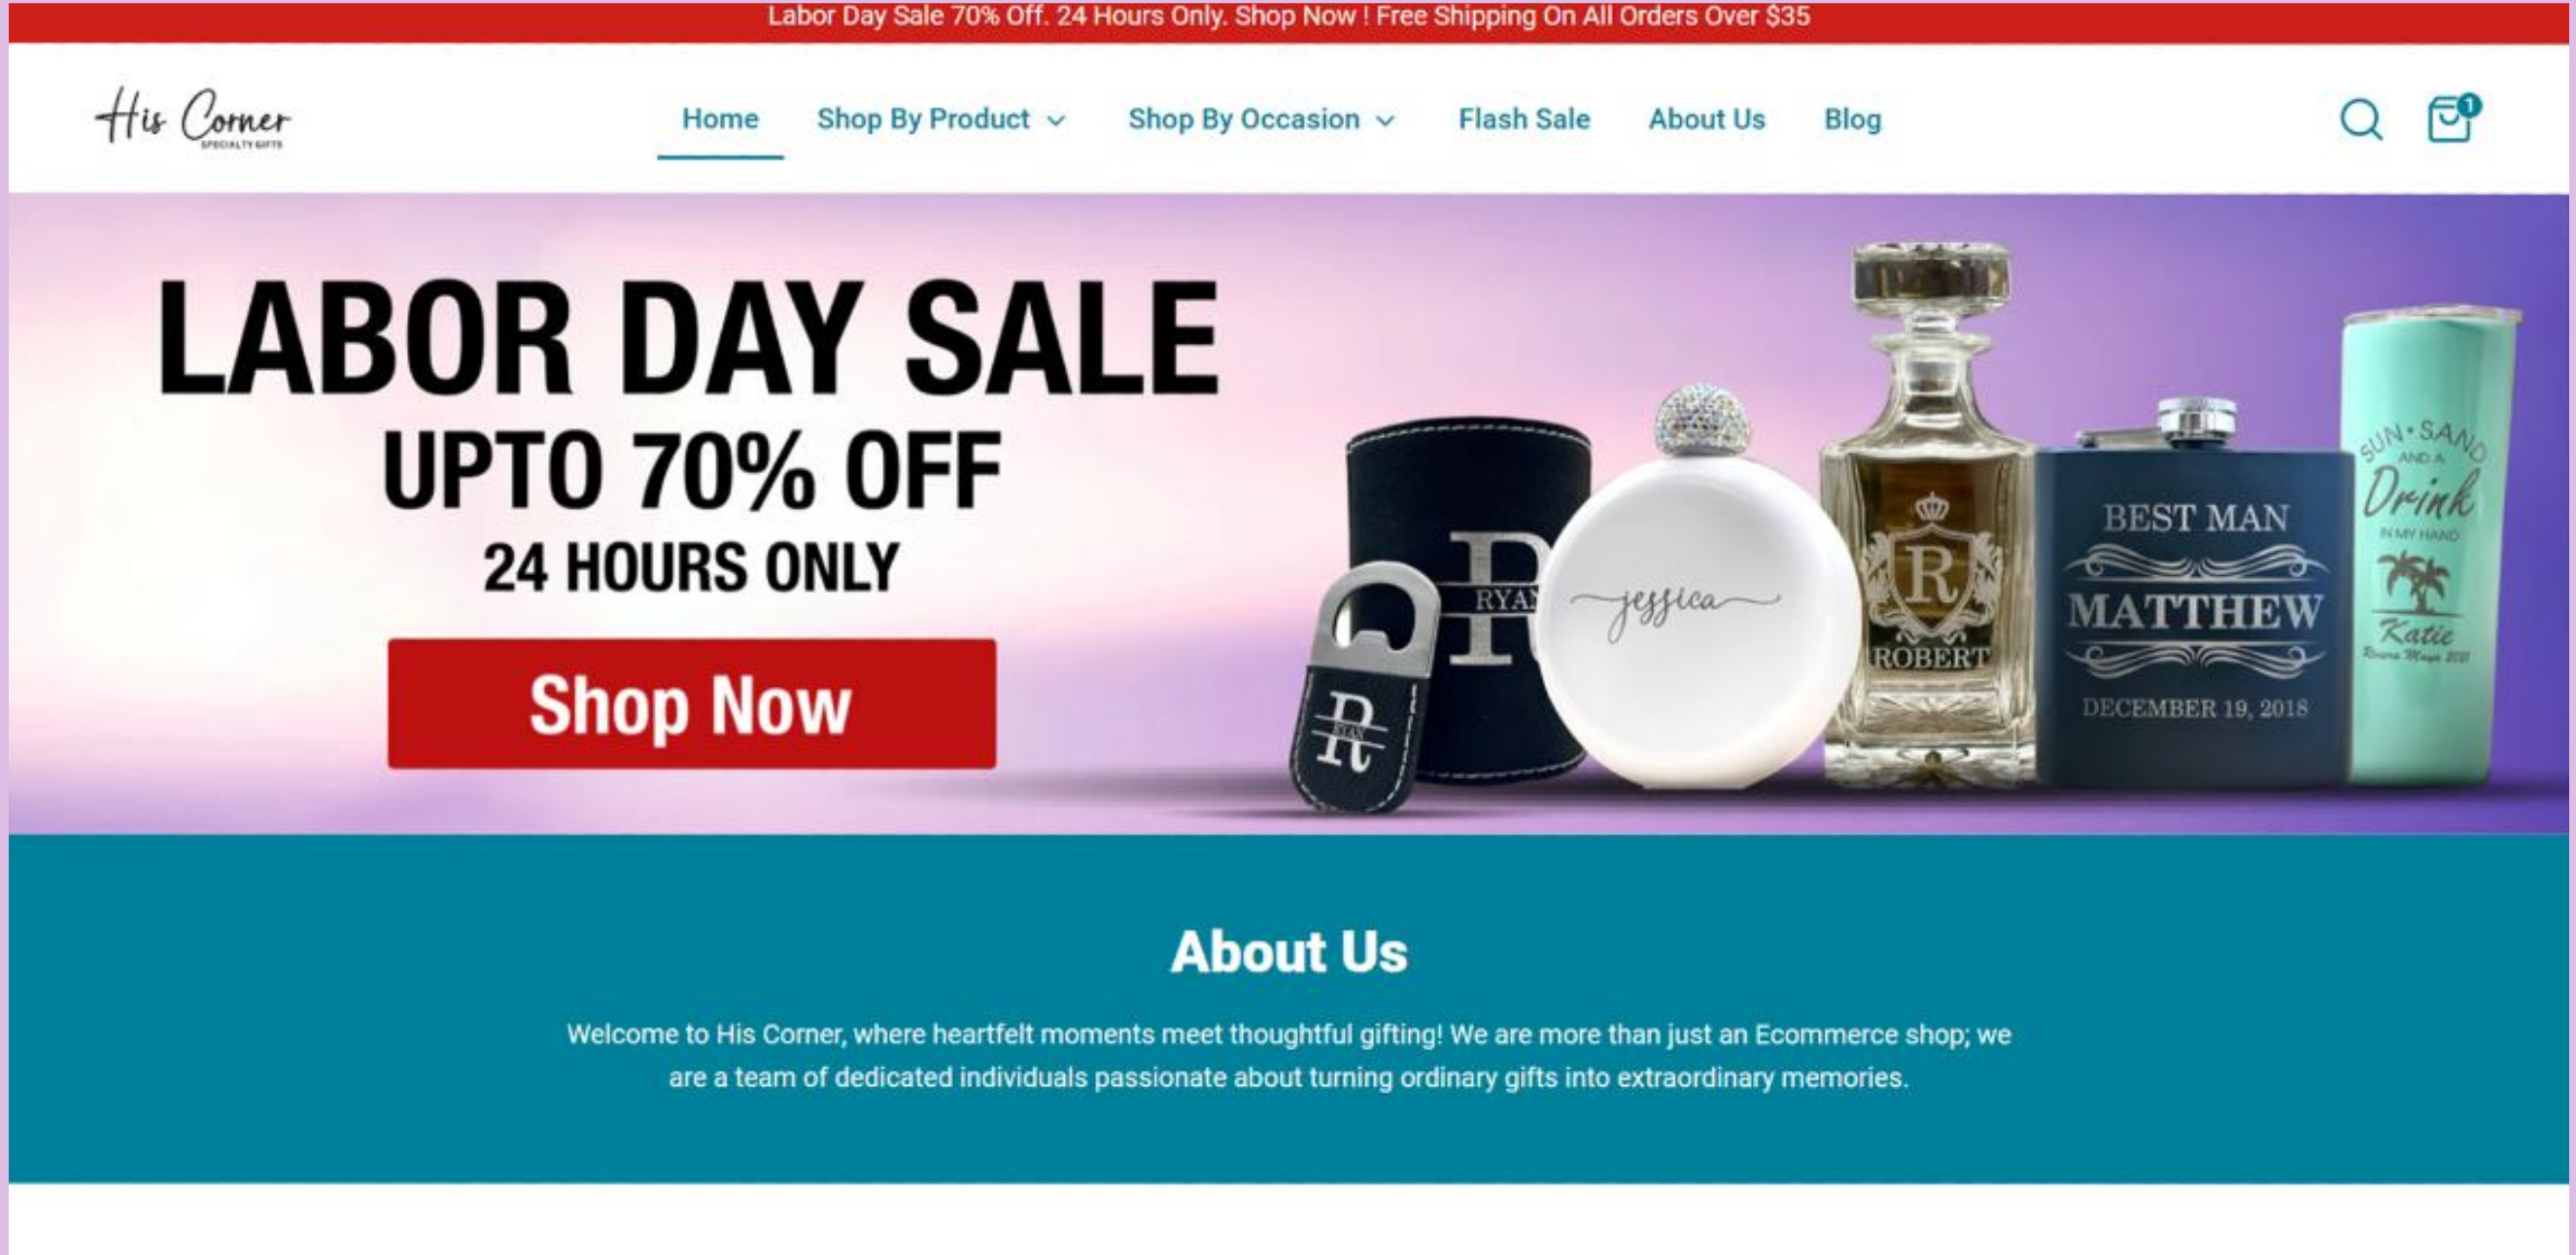 Labor Day Sale 70% Off. 24 Hours Only. Shop Now ! Free Shipping On All Orders Over $35
His Corner
SPECIALTY GIFTS
Home Shop By Product Shop By Occasion Flash Sale About Us Blog
1
LABOR DAY SALE
UPTO 70% OFF
24 HOURS ONLY
Shop Now
R
RYAN
R
RYAN
jessica
R
ROBERT
BEST MAN
MATTHEW
DECEMBER 19, 2018
SUN • SAND
AND A
Drink
IN MY HAND
Katie
About Us
Welcome to His Corner, where heartfelt moments meet thoughtful gifting! We are more than just an Ecommerce shop; we
are a team of dedicated individuals passionate about turning ordinary gifts into extraordinary memories.